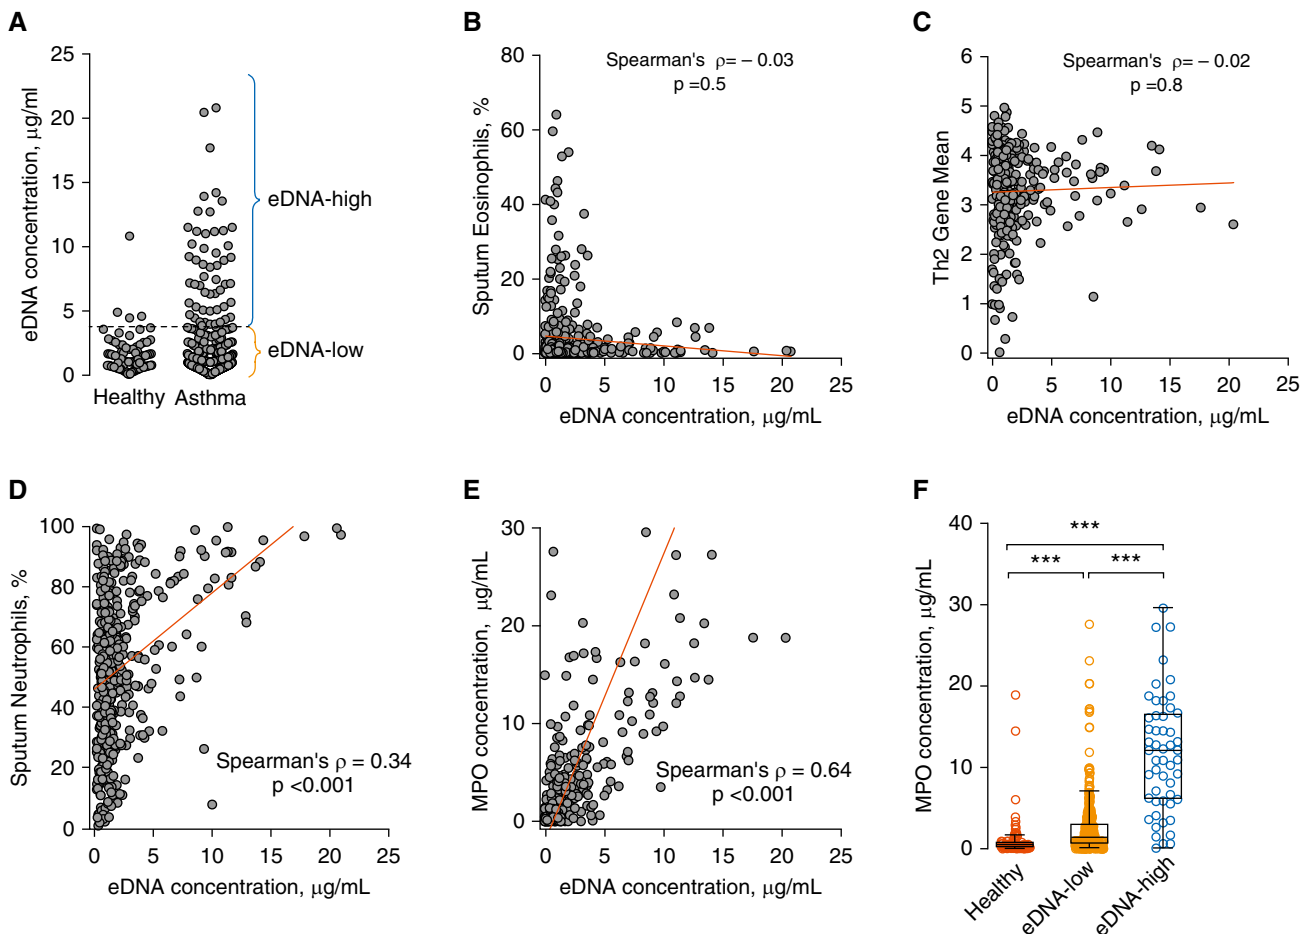 A
eDNA concentration, μg/ml
25
20
15
10
5
0
Healthy
Asthma
eDNA-high
eDNA-low
B
Sputum Eosinophils, %
80
60
40
20
0
Spearman's ρ= – 0.03
p =0.5
0 5 10 15 20 25
eDNA concentration, μg/mL
C
Th2 Gene Mean
6
5
4
3
2
1
0
Spearman's ρ= – 0.02
p =0.8
0 5 10 15 20 25
eDNA concentration, μg/mL
D
Sputum Neutrophils, %
100
80
60
40
20
0
Spearman's ρ = 0.34
p <0.001
0 5 10 15 20 25
eDNA concentration, μg/mL
E
MPO concentration, μg/mL
30
20
10
0
Spearman's ρ = 0.64
p <0.001
0 5 10 15 20 25
eDNA concentration, μg/mL
F
MPO concentration, μg/mL
40
30
20
10
0
***
*** ***
Healthy
eDNA-low
eDNA-high